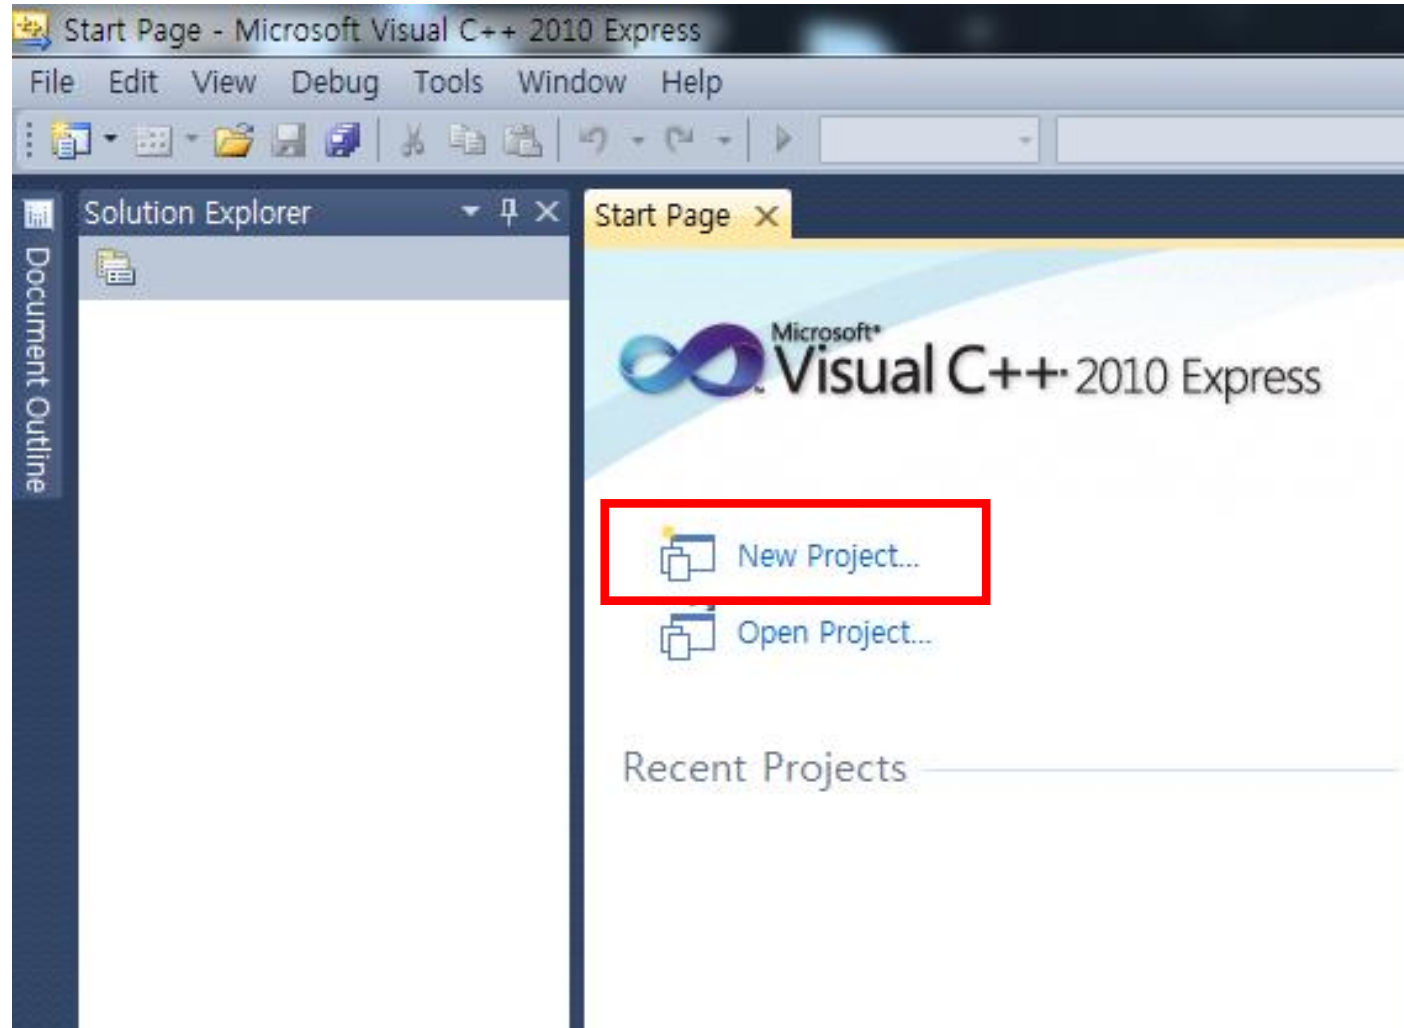 Start Page - Microsoft Visual C++ 2010 Express
File Edit View Debug Tools Window Help
Solution Explorer
Start Page
Document Outline
Microsoft®
Visual C++ 2010 Express
New Project...
Open Project...
Recent Projects